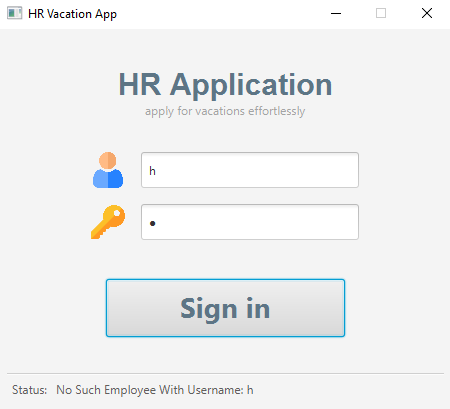 HR Vacation App
HR Application
apply for vacations effortlessly
h
●
Sign in
Status: No Such Employee With Username: h